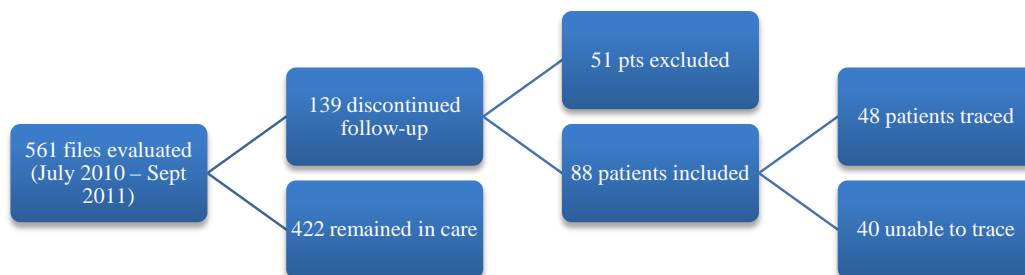 561 files evaluated
(July 2010 – Sept
2011)
139 discontinued
follow-up
422 remained in care
51 pts excluded
88 patients included
48 patients traced
40 unable to trace